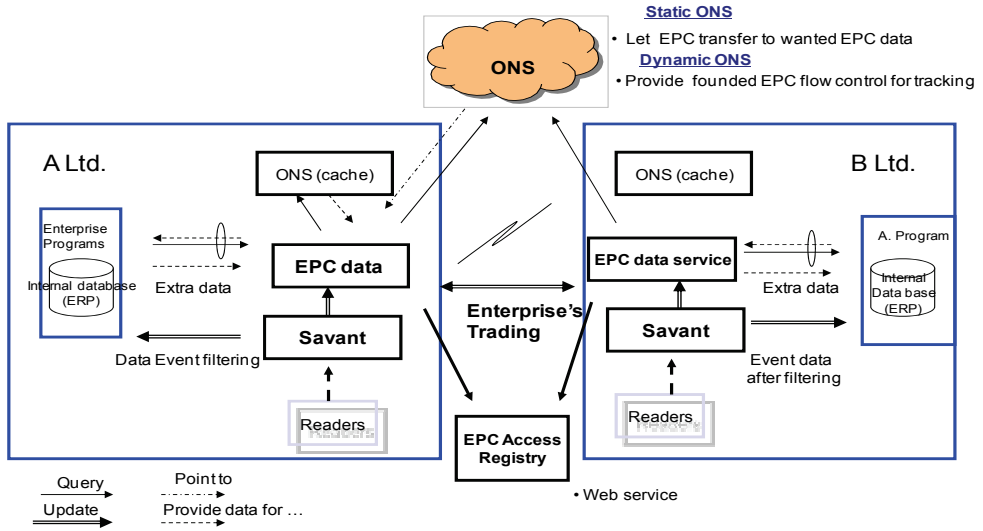 Static ONS
• Let EPC transfer to wanted EPC data
Dynamic ONS
• Provide founded EPC flow control for tracking
ONS
A Ltd.
ONS (cache)
Enterprise
Programs
Internal database
(ERP)
Extra data
EPC data
Savant
Data Event filtering
Readers
Enterprise's
Trading
EPC Access
Registry
• Web service
B Ltd.
ONS (cache)
EPC data service
A. Program
Internal
Data base
(ERP)
Extra data
Savant
Event data
after filtering
Readers
Query
Point to
Update
Provide data for …